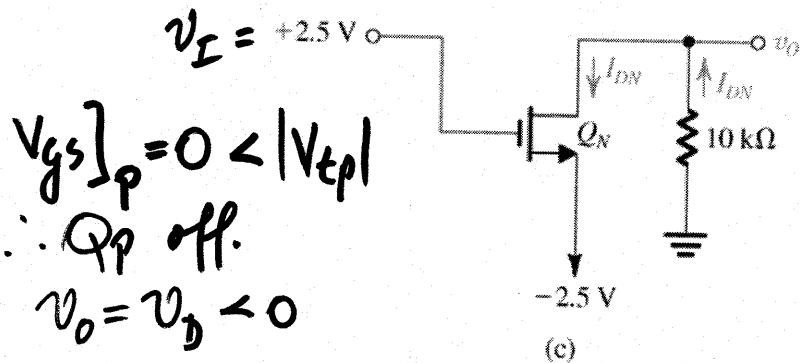 v_I = +2.5 V
v_O
I_DN
I_DN
Q_N
10 kΩ
V_gs]_p = 0 < |V_tp|
∴ Q_p off.
v_o = v_D < 0
−2.5 V
(c)